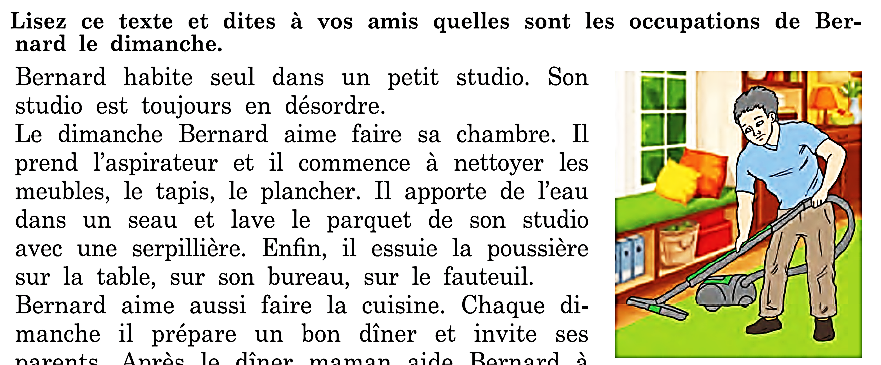 Lisez ce texte et dites à vos amis quelles sont les occupations de Ber-
nard le dimanche.
Bernard habite seul dans un petit studio. Son
studio est toujours en désordre.
Le dimanche Bernard aime faire sa chambre. Il
prend l'aspirateur et il commence à nettoyer les
meubles, le tapis, le plancher. Il apporte de l'eau
dans un seau et lave le parquet de son studio
avec une serpillière. Enfin, il essuie la poussière
sur la table, sur son bureau, sur le fauteuil.
Bernard aime aussi faire la cuisine. Chaque di-
manche il prépare un bon dîner et invite ses
parents. Après le dîner maman aide Bernard à